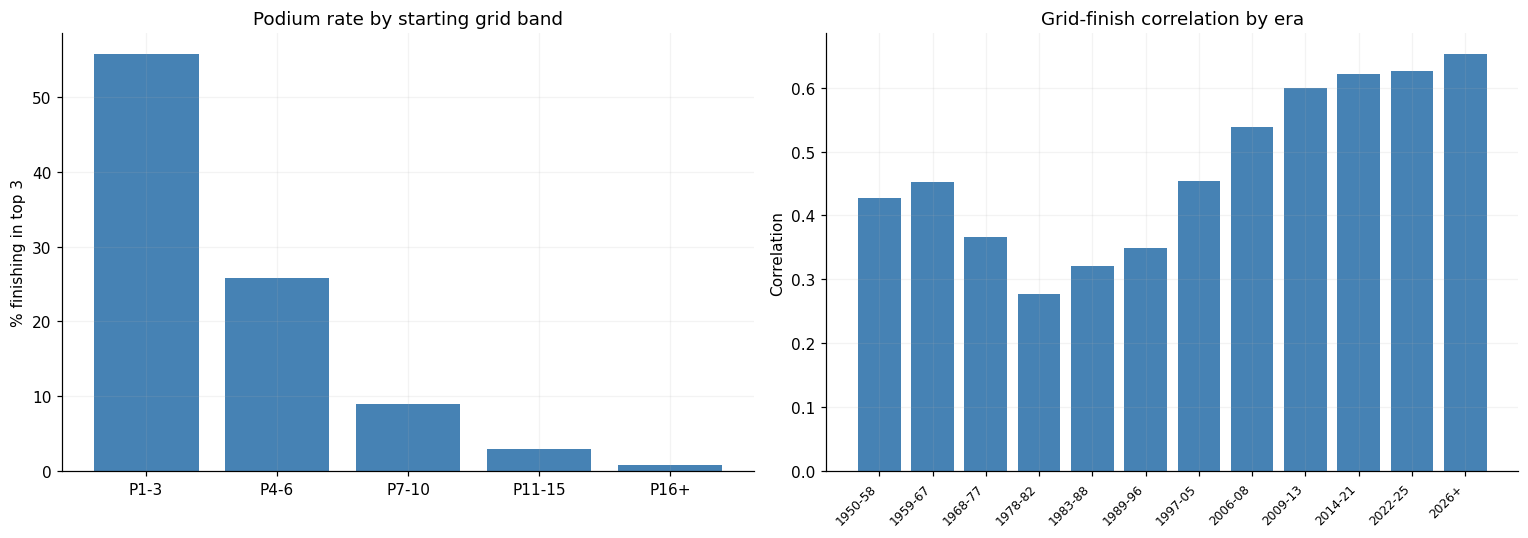 Podium rate by starting grid band
% finishing in top 3
50
40
30
20
10
0
P1-3
P4-6
P7-10
P11-15
P16+
Grid-finish correlation by era
Correlation
0.6
0.5
0.4
0.3
0.2
0.1
0.0
1950-58
1959-67
1968-77
1978-82
1983-88
1989-96
1997-05
2006-08
2009-13
2014-21
2022-25
2026+